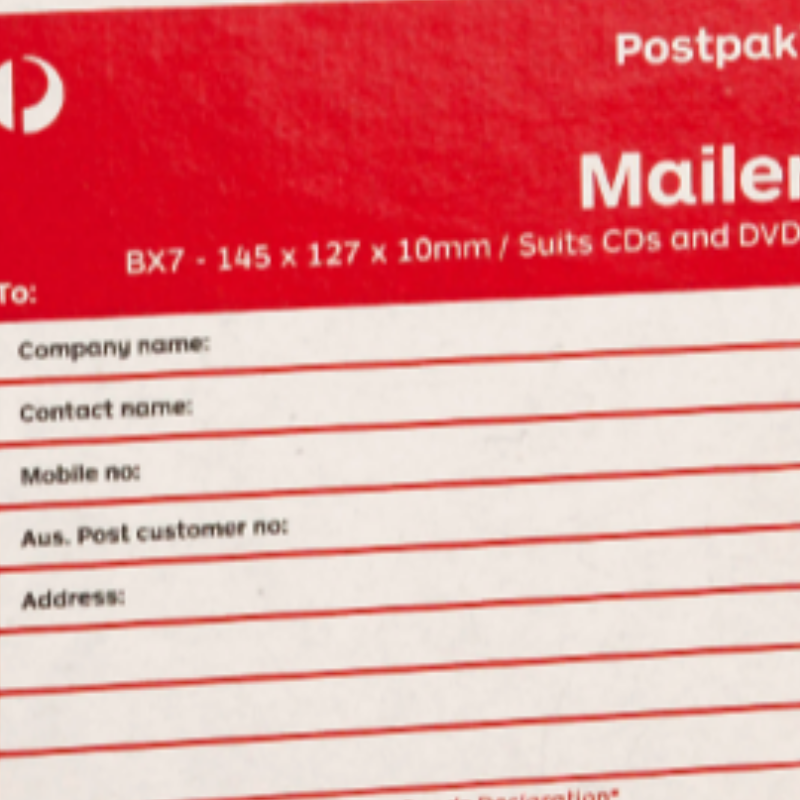 Postpak
Mailer
BX7 - 145 x 127 x 10mm / Suits CDs and DVD
To:
Company name:
Contact name:
Mobile no:
Aus. Post customer no:
Address: